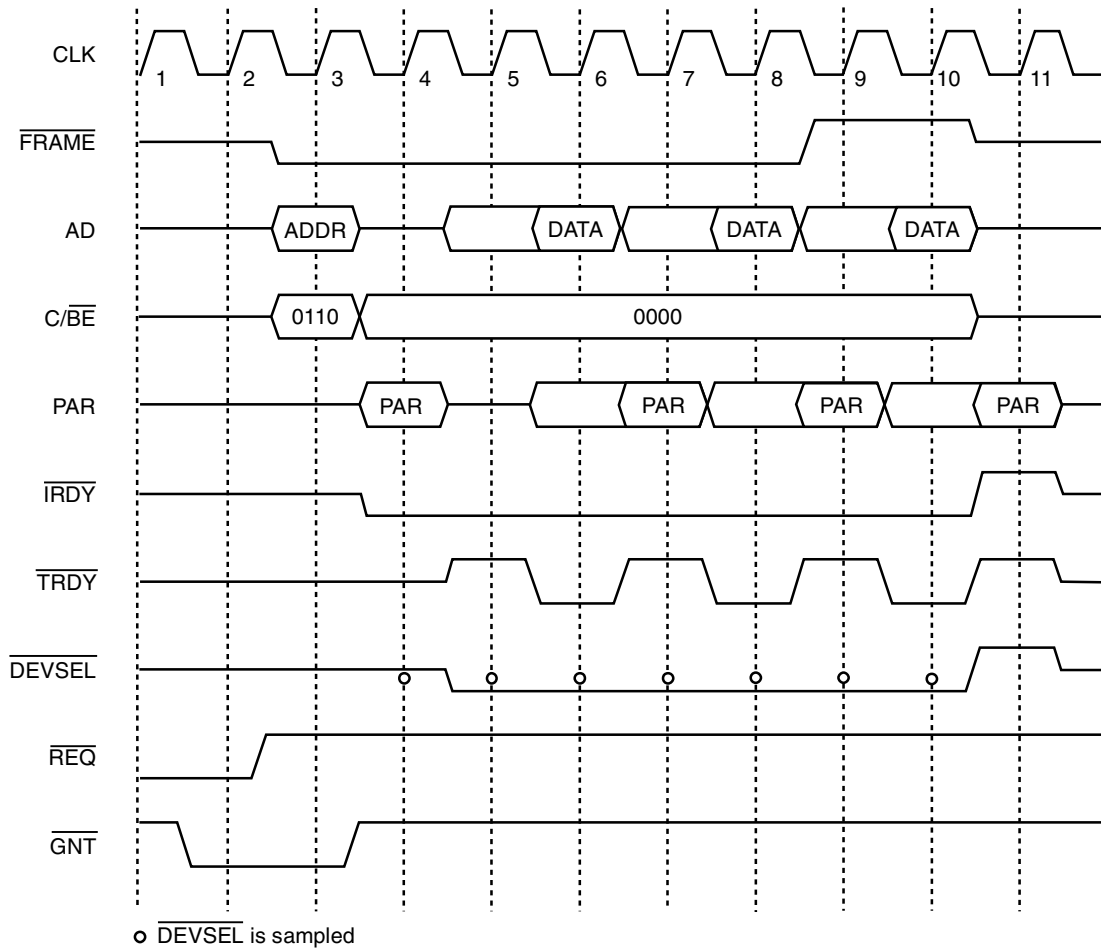 CLK
1 2 3 4 5 6 7 8 9 10 11
FRAME
AD
ADDR DATA DATA DATA
C/BE
0110 0000
PAR
PAR PAR PAR PAR
IRDY
TRDY
DEVSEL
REQ
GNT
DEVSEL is sampled